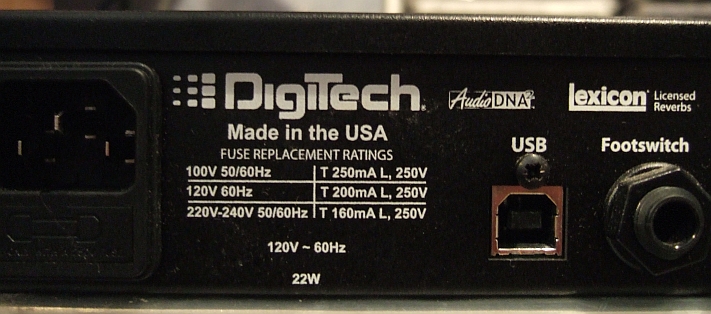 DigiTech
AudioDNA2
lexicon Licensed
Reverbs
Made in the USA
USB
Footswitch
FUSE REPLACEMENT RATINGS
100V 50/60Hz T 250mA L, 250V
120V 60Hz T 200mA L, 250V
220V-240V 50/60Hz T 160mA L, 250V
120V ~ 60Hz
22W